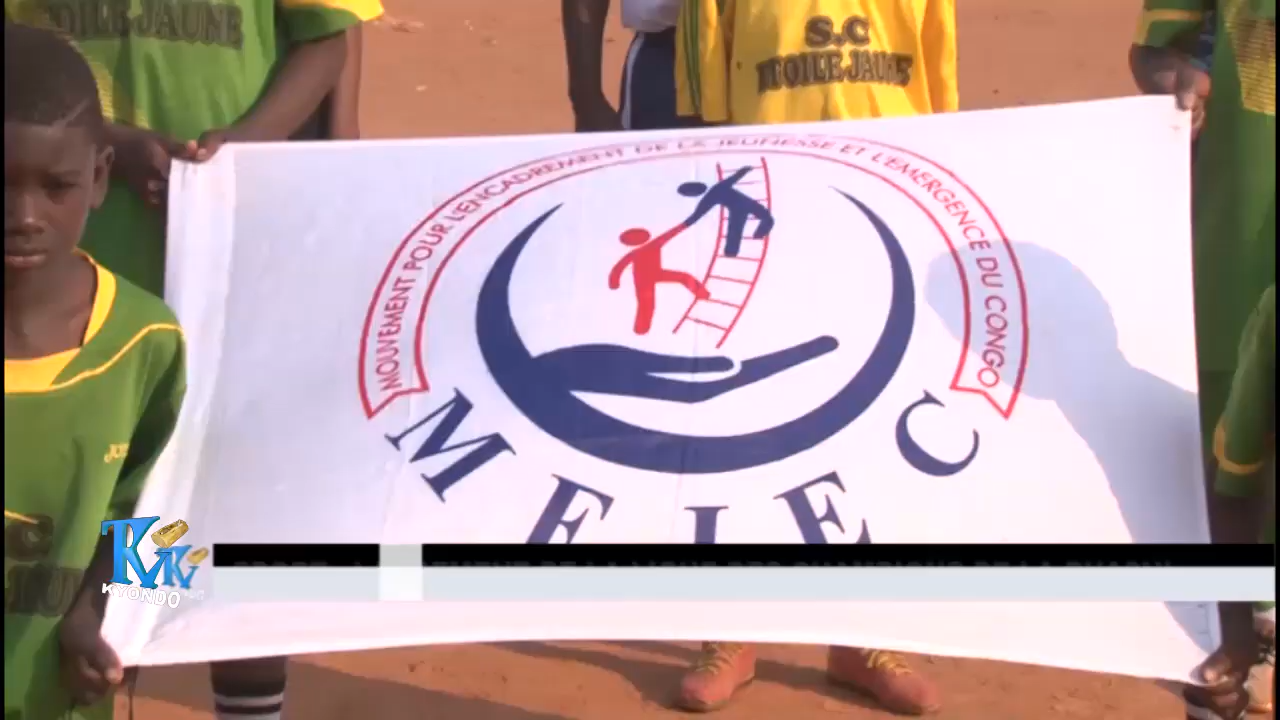 ETOILE JAUNE
S.C
ETOILE JAUNE
MOUVEMENT POUR L'ENCADREMENT DE LA JEUNESSE ET L'EMERGENCE DU CONGO
MEJEC
KYONDO